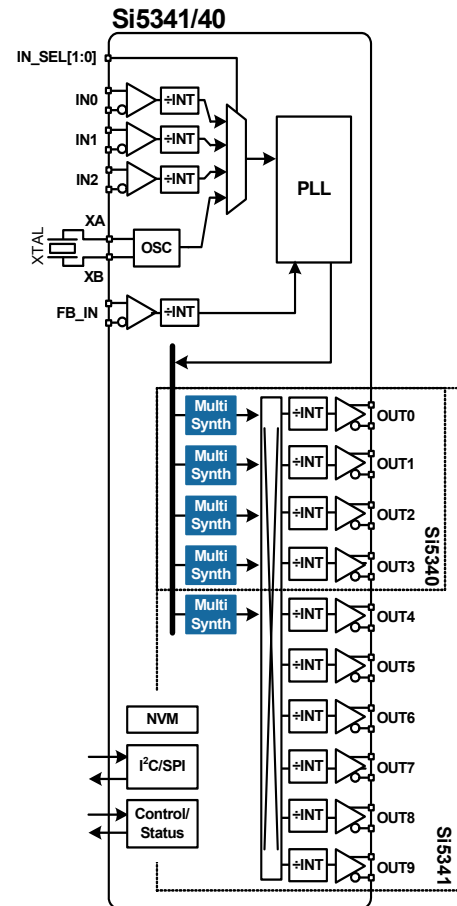 Si5341/40
IN_SEL[1:0]
IN0
÷INT
IN1
÷INT
IN2
÷INT
PLL
XTAL
XA
XB
OSC
FB_IN
÷INT
Multi
Synth
÷INT
OUT0
Multi
Synth
÷INT
OUT1
Multi
Synth
÷INT
OUT2
Multi
Synth
÷INT
OUT3
Si5340
Multi
Synth
÷INT
OUT4
÷INT
OUT5
÷INT
OUT6
÷INT
OUT7
÷INT
OUT8
÷INT
OUT9
Si5341
NVM
I²C/SPI
Control/
Status